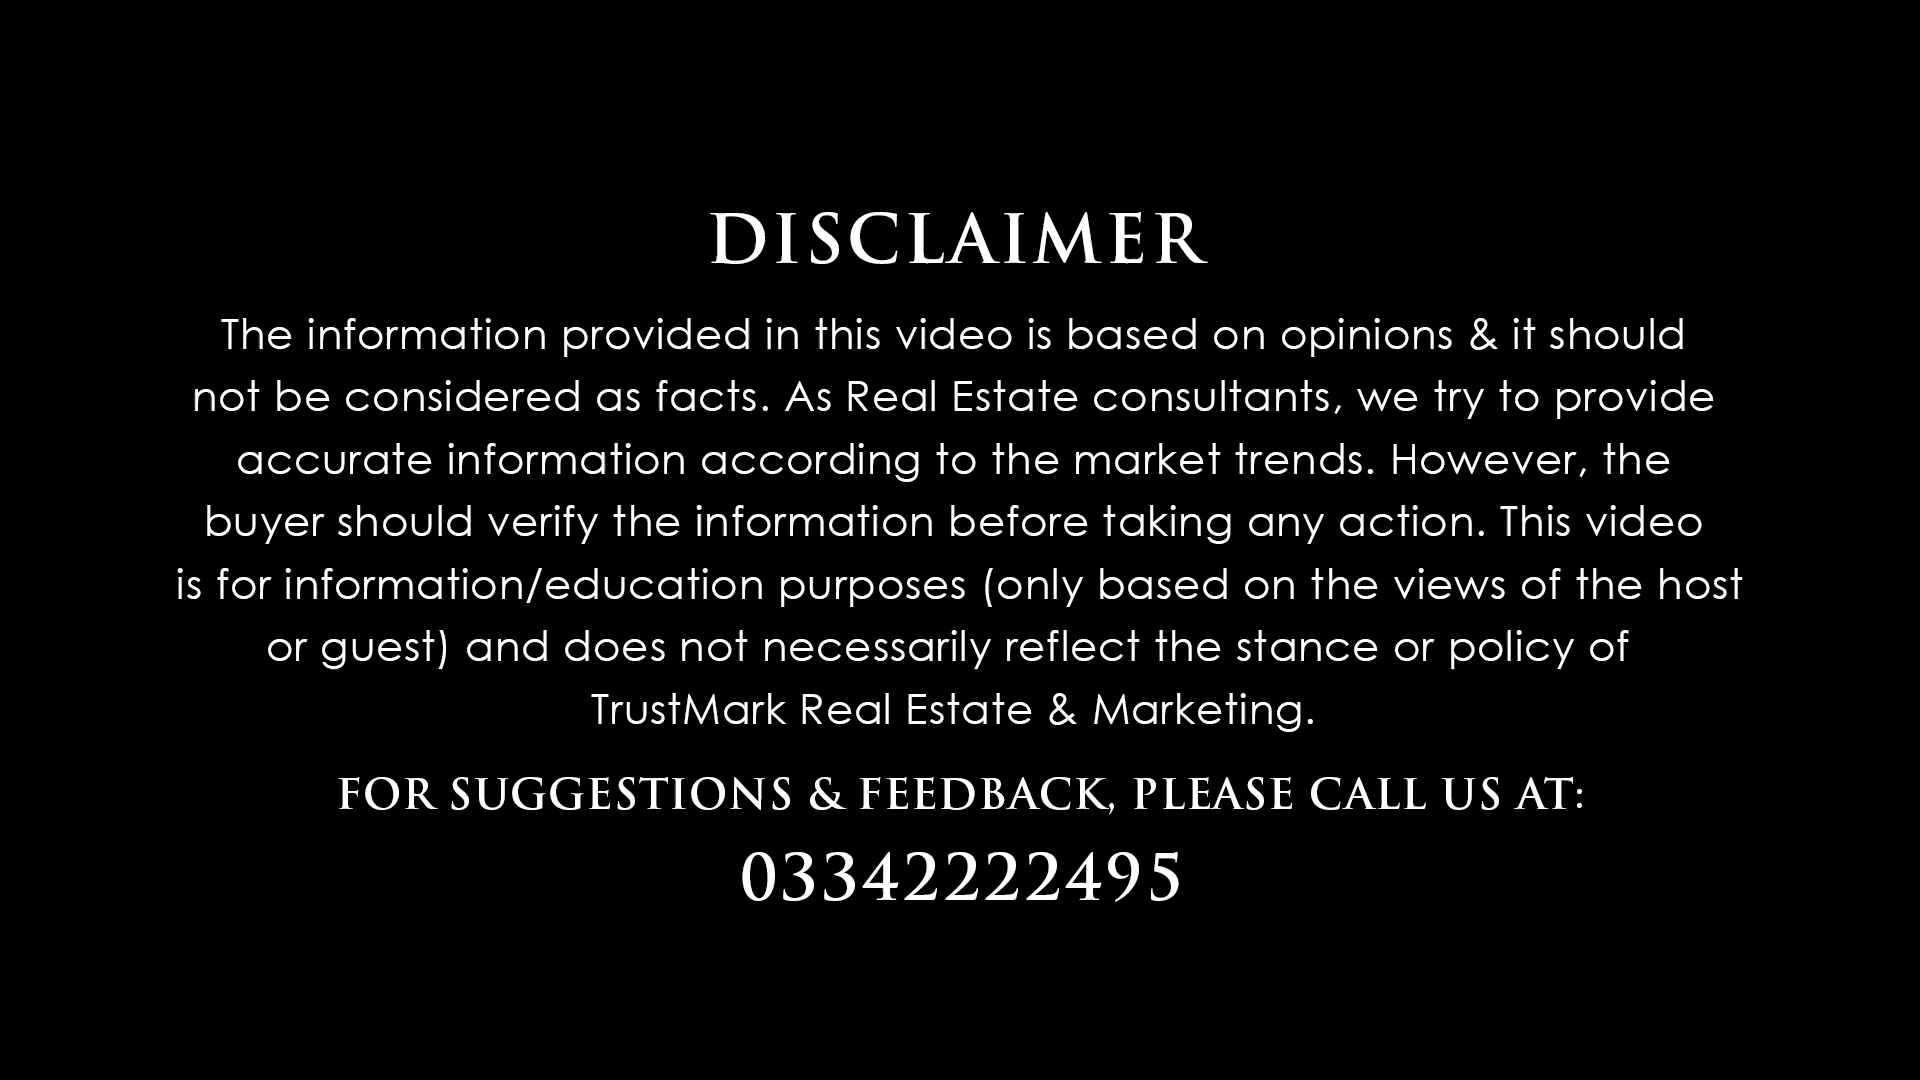 DISCLAIMER
The information provided in this video is based on opinions & it should
not be considered as facts. As Real Estate consultants, we try to provide
accurate information according to the market trends. However, the
buyer should verify the information before taking any action. This video
is for information/education purposes (only based on the views of the host
or guest) and does not necessarily reflect the stance or policy of
TrustMark Real Estate & Marketing.
FOR SUGGESTIONS & FEEDBACK, PLEASE CALL US AT:
03342222495